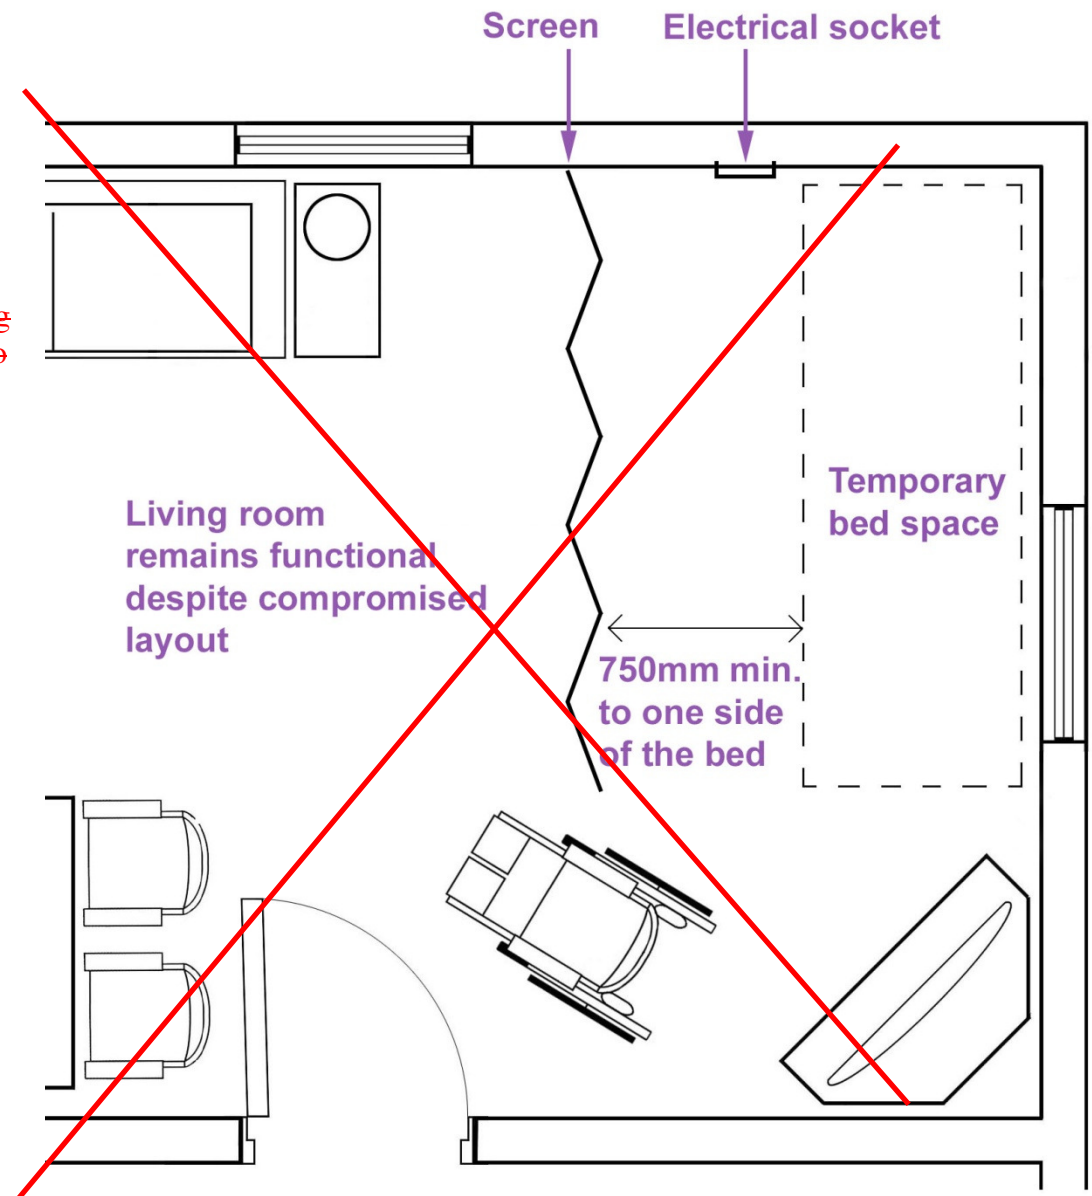 Screen
Electrical socket
Temporary
bed space
Living room
remains functional
despite compromised
layout
750mm min.
to one side
of the bed